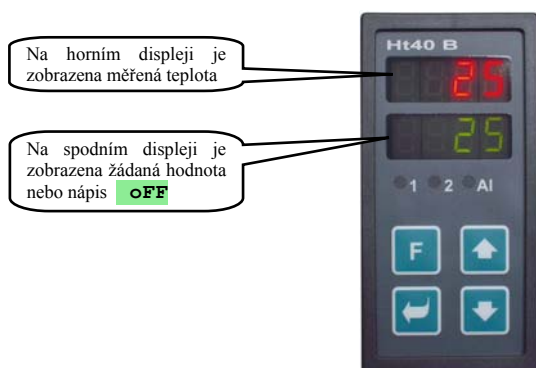 Na horním displeji je
zobrazena měřená teplota
Na spodním displeji je
zobrazena žádaná hodnota
nebo nápis oFF
Ht40 B
25
25
1 2 Al
F